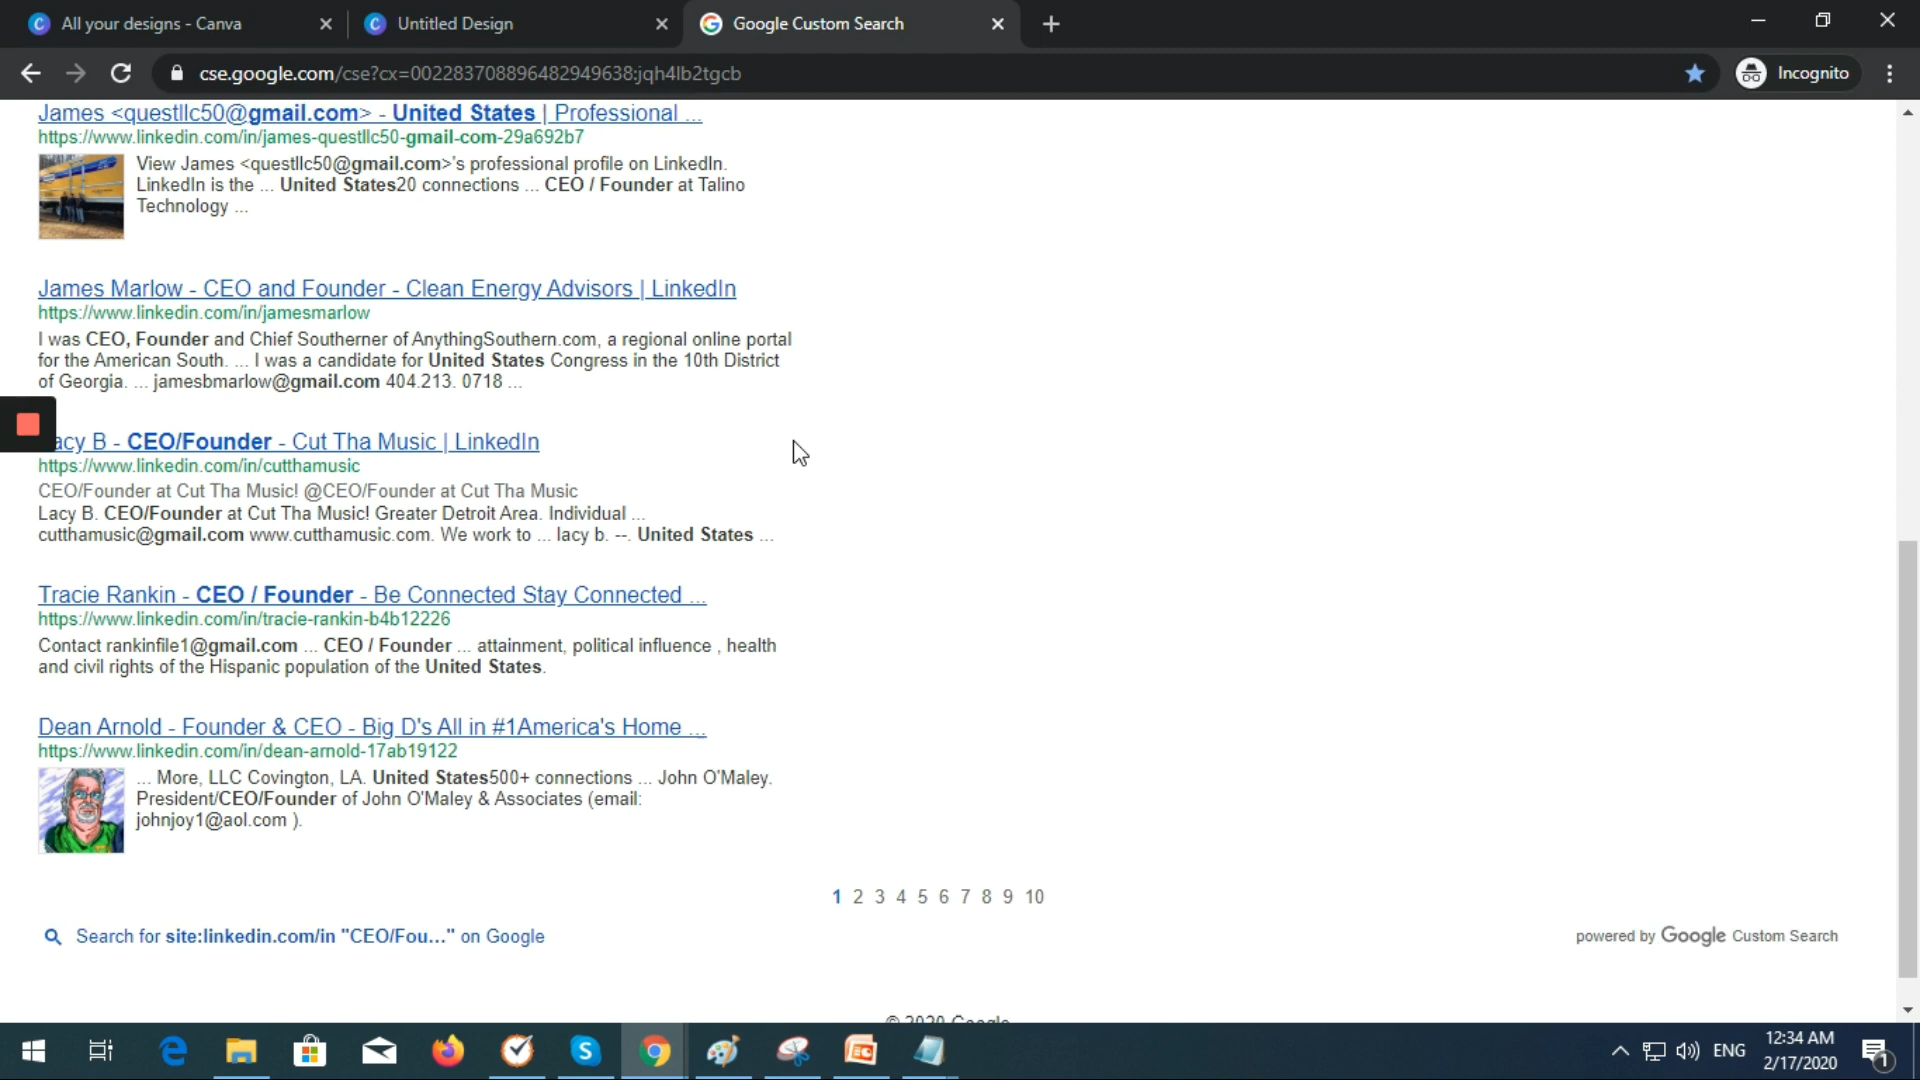 All your designs - Canva
Untitled Design
Google Custom Search
cse.google.com/cse?cx=002283708896482949638:jqh4lb2tgcb
Incognito
James <questllc50@gmail.com> - United States | Professional ...
https://www.linkedin.com/in/james-questllc50-gmail-com-29a692b7
View James <questllc50@gmail.com>'s professional profile on LinkedIn.
LinkedIn is the ... United States20 connections ... CEO / Founder at Talino
Technology ...
James Marlow - CEO and Founder - Clean Energy Advisors | LinkedIn
https://www.linkedin.com/in/jamesmarlow
I was CEO, Founder and Chief Southerner of AnythingSouthern.com, a regional online portal
for the American South. ... I was a candidate for United States Congress in the 10th District
of Georgia. ... jamesbmarlow@gmail.com 404.213. 0718 ...
acy B - CEO/Founder - Cut Tha Music | LinkedIn
https://www.linkedin.com/in/cutthamusic
CEO/Founder at Cut Tha Music! @CEO/Founder at Cut Tha Music
Lacy B. CEO/Founder at Cut Tha Music! Greater Detroit Area. Individual ...
cutthamusic@gmail.com www.cutthamusic.com. We work to ... lacy b. --. United States ...
Tracie Rankin - CEO / Founder - Be Connected Stay Connected ...
https://www.linkedin.com/in/tracie-rankin-b4b12226
Contact rankinfile1@gmail.com ... CEO / Founder ... attainment, political influence , health
and civil rights of the Hispanic population of the United States.
Dean Arnold - Founder & CEO - Big D's All in #1America's Home ...
https://www.linkedin.com/in/dean-arnold-17ab19122
... More, LLC Covington, LA. United States500+ connections ... John O'Maley.
President/CEO/Founder of John O'Maley & Associates (email:
johnjoy1@aol.com ).
1 2 3 4 5 6 7 8 9 10
Search for site:linkedin.com/in "CEO/Fou..." on Google
powered by Google Custom Search
© 2020 Google
ENG
12:34 AM
2/17/2020
1